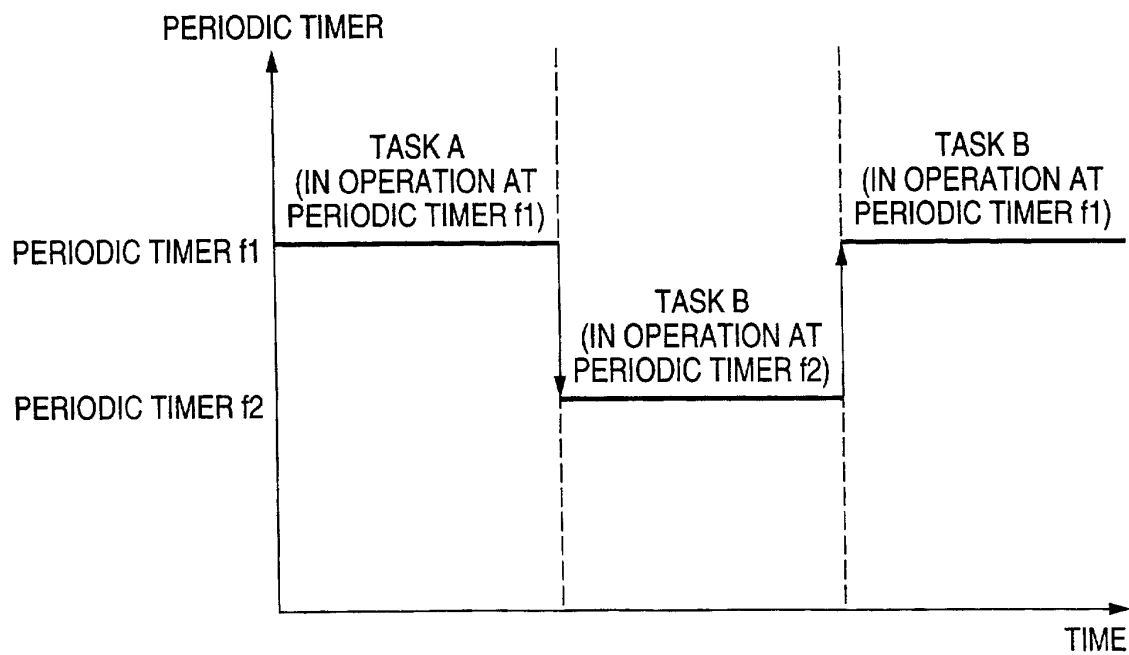 PERIODIC TIMER
TASK A
(IN OPERATION AT
PERIODIC TIMER f1)
TASK B
(IN OPERATION AT
PERIODIC TIMER f1)
PERIODIC TIMER f1
TASK B
(IN OPERATION AT
PERIODIC TIMER f2)
PERIODIC TIMER f2
TIME